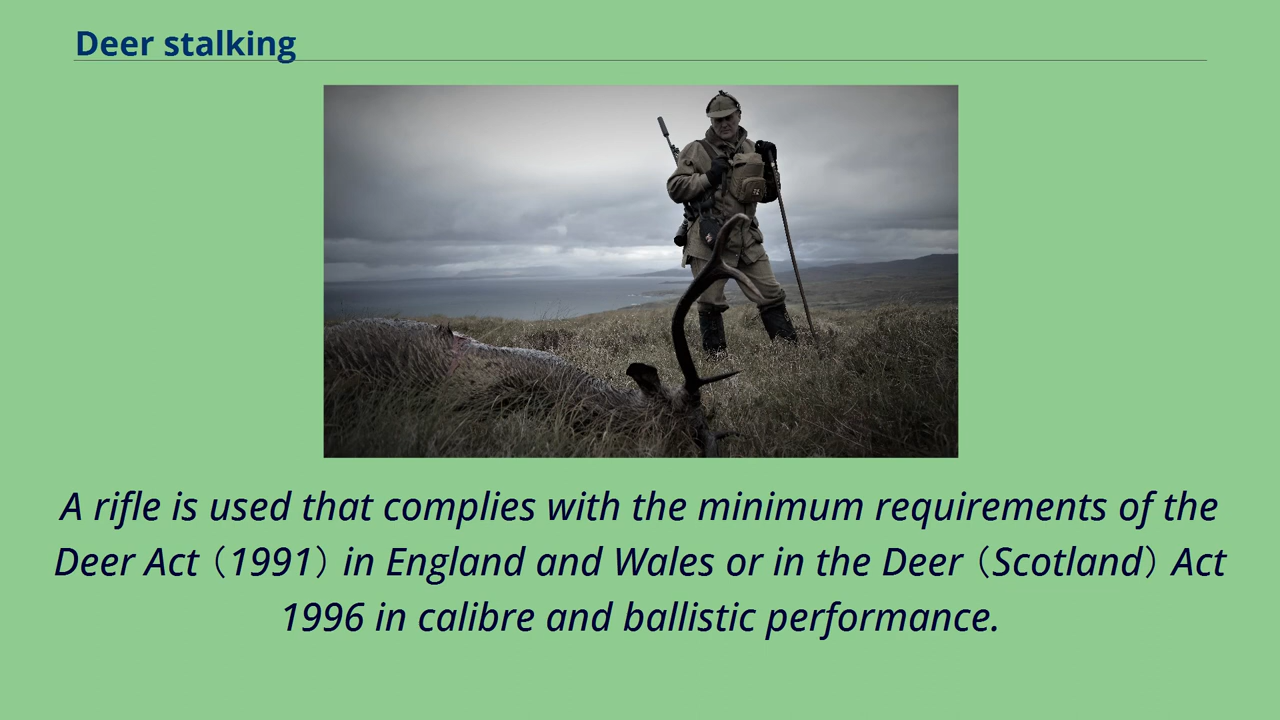 Deer stalking
A rifle is used that complies with the minimum requirements of the
Deer Act（1991）in England and Wales or in the Deer（Scotland）Act
1996 in calibre and ballistic performance.